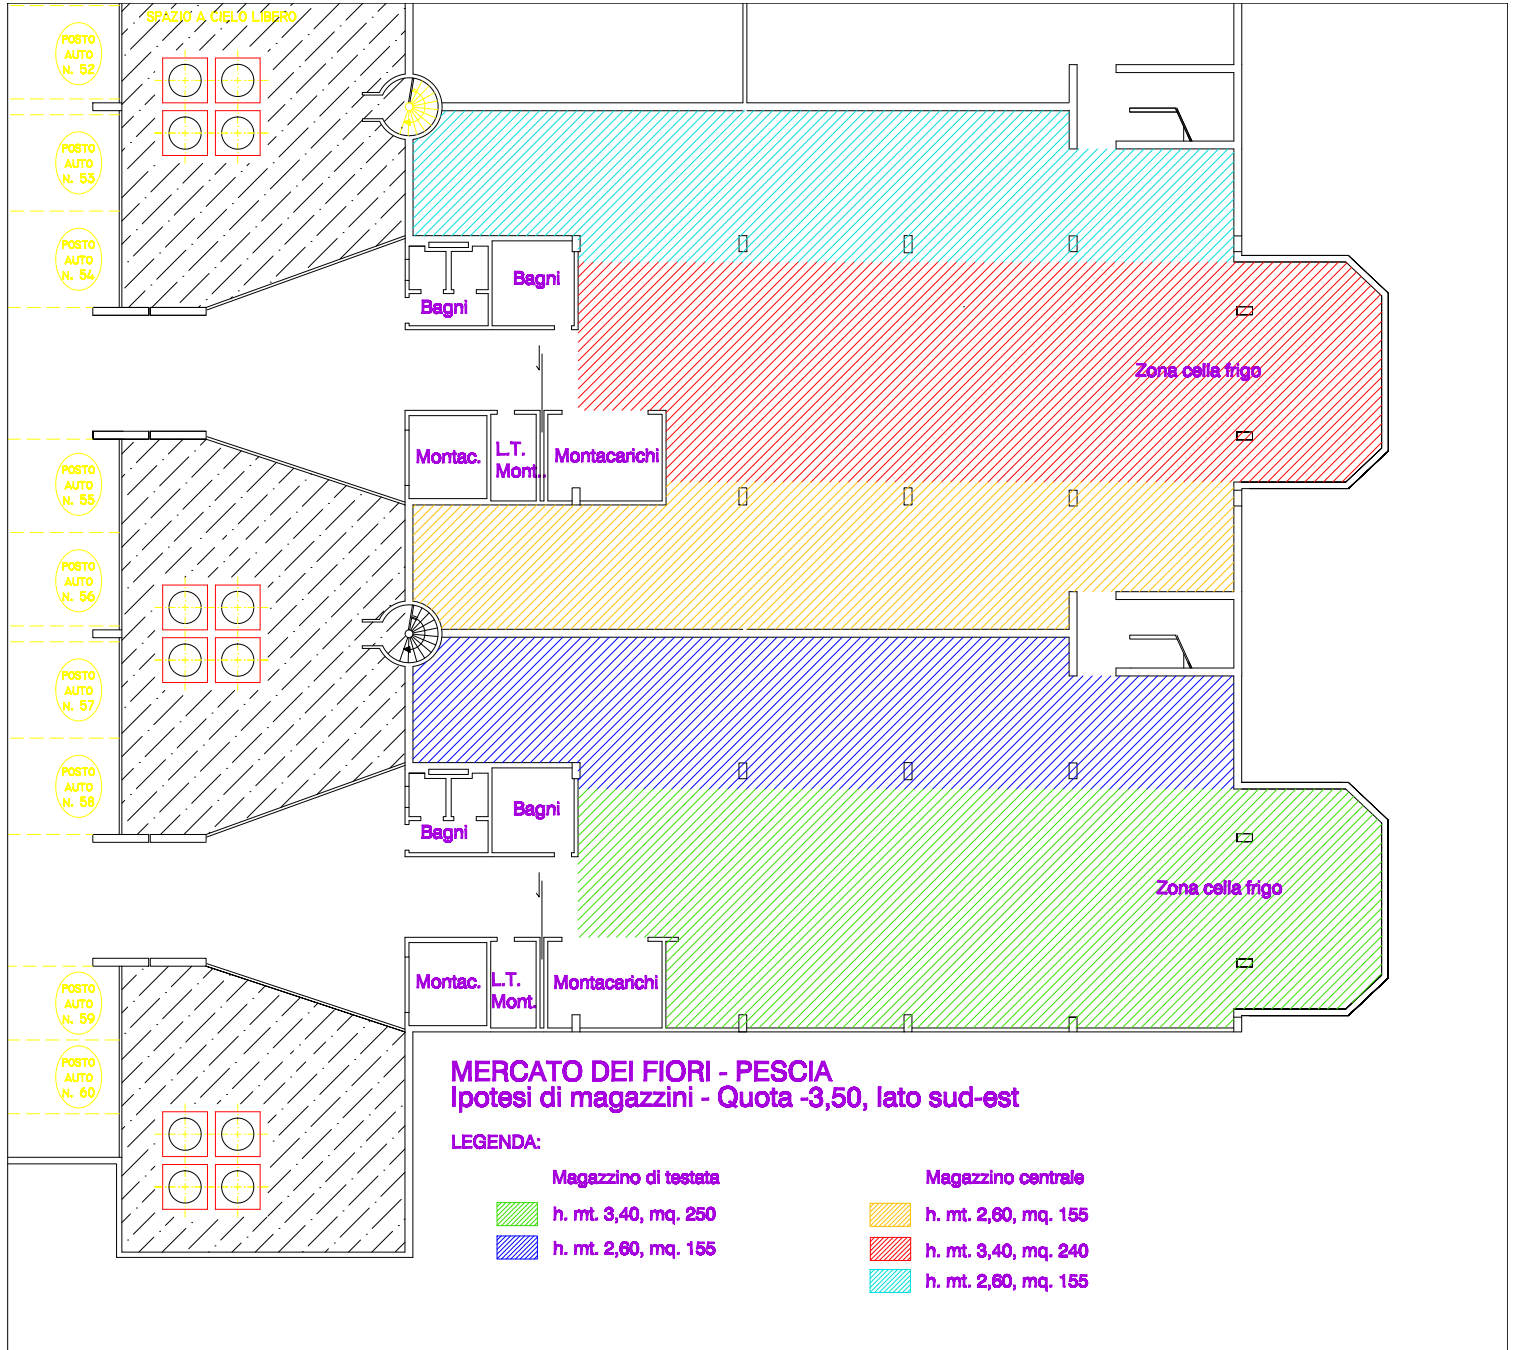 SPAZIO A CIELO LIBERO
POSTO
AUTO
N. 52
POSTO
AUTO
N. 53
POSTO
AUTO
N. 54
Bagni
Bagni
Zona cella frigo
Montac.
L.T.
Mont.
Montacarichi
POSTO
AUTO
N. 55
POSTO
AUTO
N. 56
POSTO
AUTO
N. 57
POSTO
AUTO
N. 58
Bagni
Bagni
Zona cella frigo
Montac.
L.T.
Mont.
Montacarichi
POSTO
AUTO
N. 59
POSTO
AUTO
N. 60
MERCATO DEI FIORI - PESCIA
Ipotesi di magazzini - Quota -3,50, lato sud-est
LEGENDA:
Magazzino di testata
h. mt. 3,40, mq. 250
h. mt. 2,60, mq. 155
Magazzino centrale
h. mt. 2,60, mq. 155
h. mt. 3,40, mq. 240
h. mt. 2,60, mq. 155